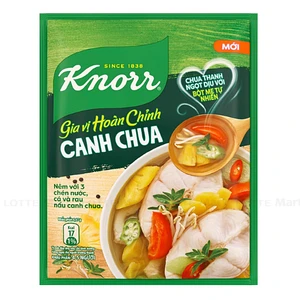 MỚI
SINCE 1838
Knorr
CHUA THANH
NGỌT DỊU VỚI
BỘT ME TỰ
NHIÊN
Gia vị Hoàn Chỉnh
CANH CHUA
Nêm với 3
chén nước,
cá và rau
nấu canh chua.
17